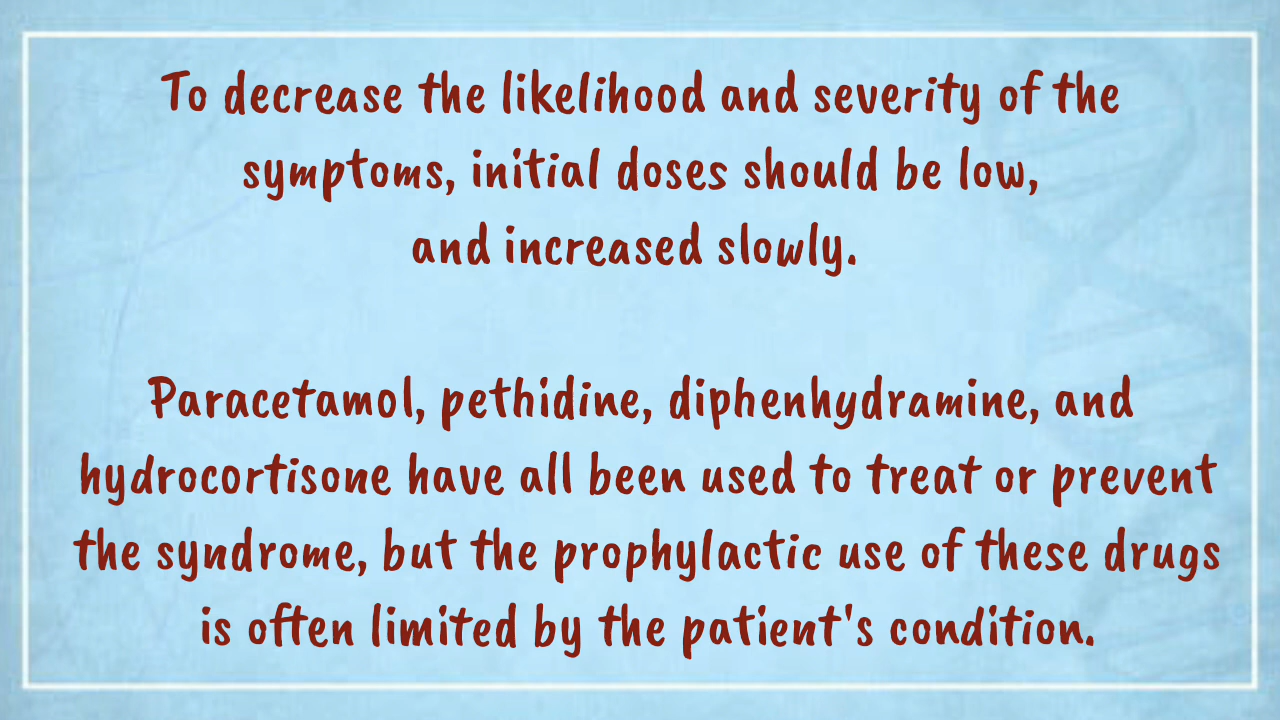 To decrease the likelihood and severity of the
symptoms, initial doses should be low,
and increased slowly.
Paracetamol, pethidine, diphenhydramine, and
hydrocortisone have all been used to treat or prevent
the syndrome, but the prophylactic use of these drugs
is often limited by the patient's condition.